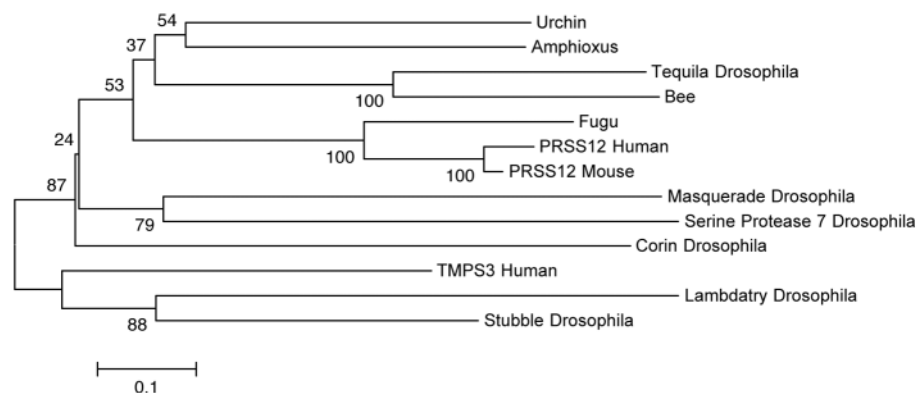 Urchin
54
Amphioxus
37
Tequila Drosophila
53
Bee
100
Fugu
24
PRSS12 Human
100
100
PRSS12 Mouse
87
Masquerade Drosophila
79
Serine Protease 7 Drosophila
Corin Drosophila
TMPS3 Human
Lambdatry Drosophila
88
Stubble Drosophila
0.1